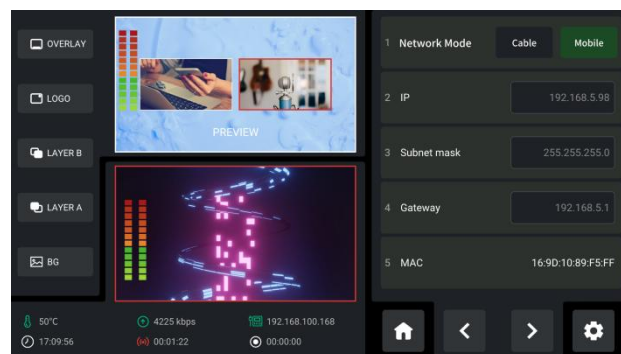 OVERLAY
LOGO
LAYER B
LAYER A
BG
PREVIEW
50°C
4225 kbps
192.168.100.168
17:09:56
00:01:22
00:00:00
1 Network Mode Cable Mobile
2 IP 192.168.5.98
3 Subnet mask 255.255.255.0
4 Gateway 192.168.5.1
5 MAC 16:9D:10:89:F5:FF